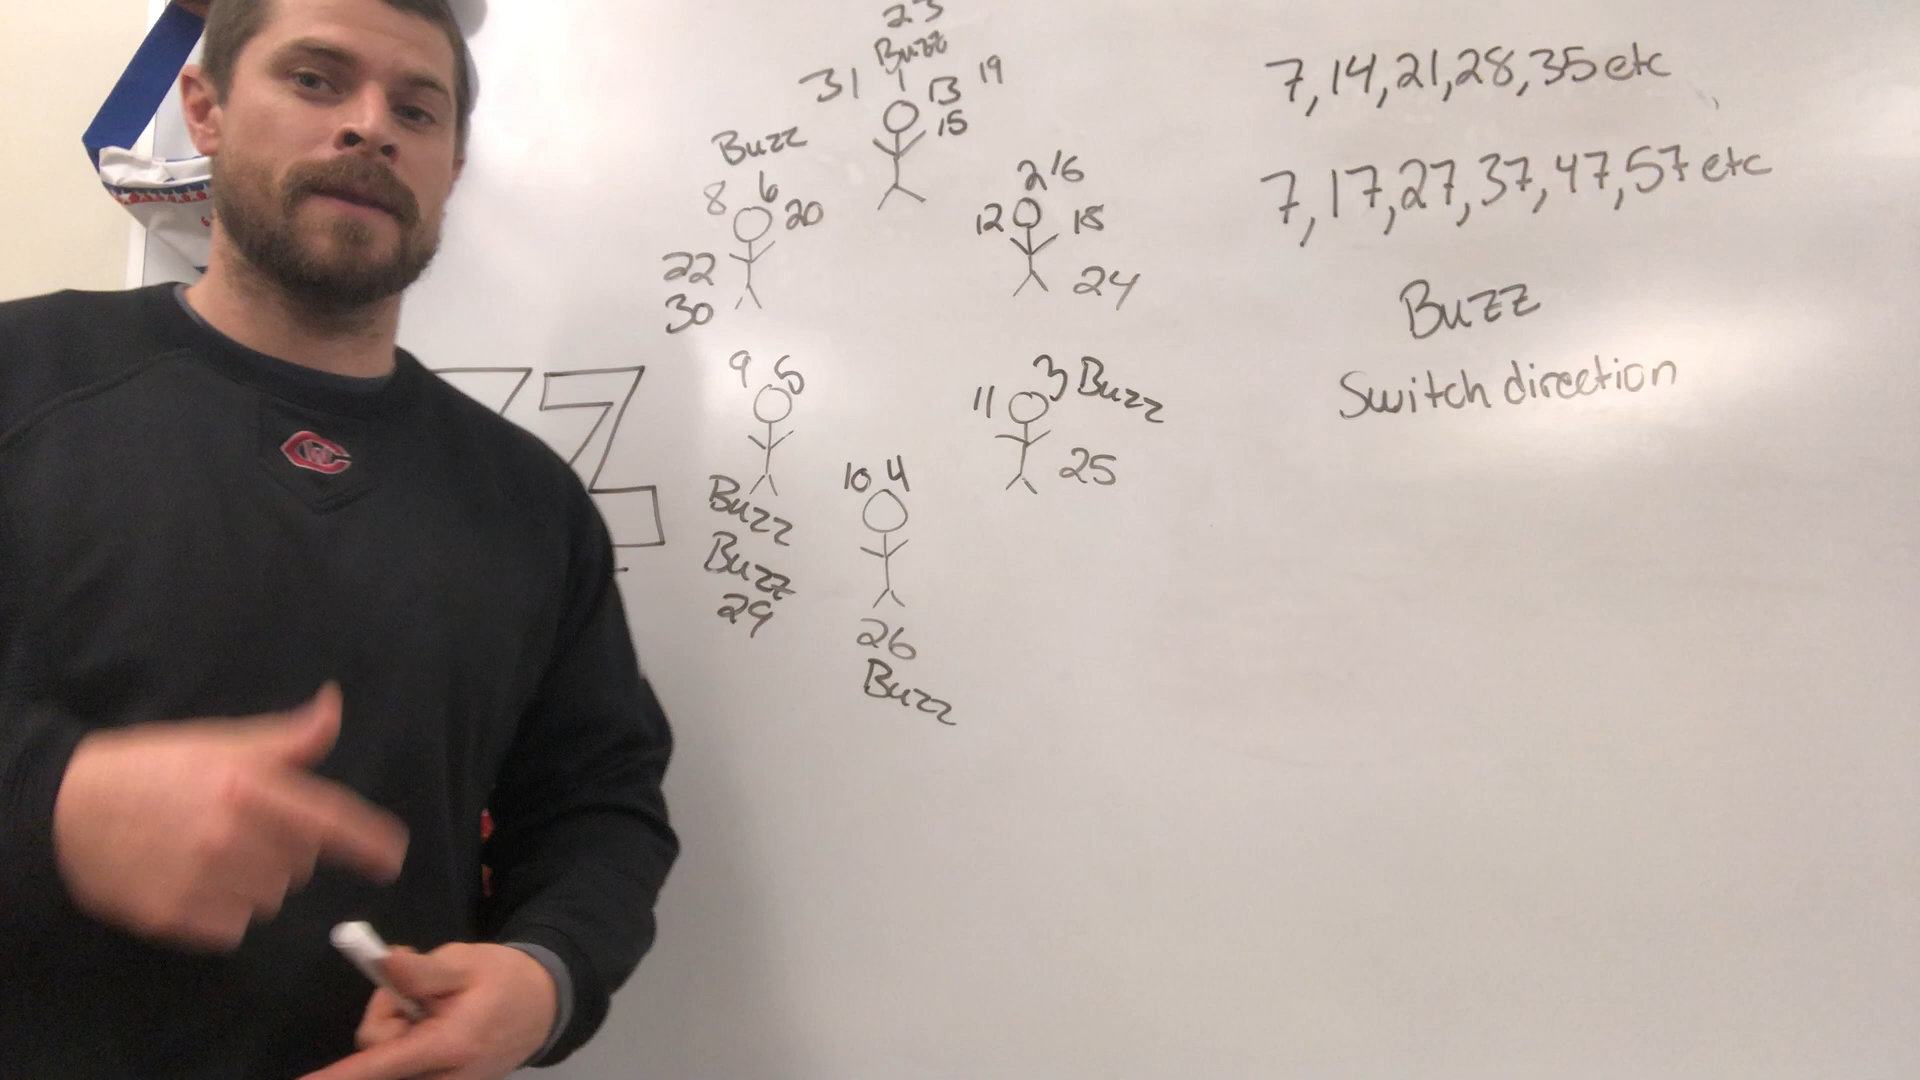 23
Buzz
31 1 13 19
15
Buzz
8 6 20
22
30
2 16
12 18
24
9 5
Buzz
Buzz
29
10 4
26
Buzz
11 3 Buzz
25
7, 14, 21, 28, 35 etc
7, 17, 27, 37, 47, 57 etc
Buzz
Switch direction
ZZ